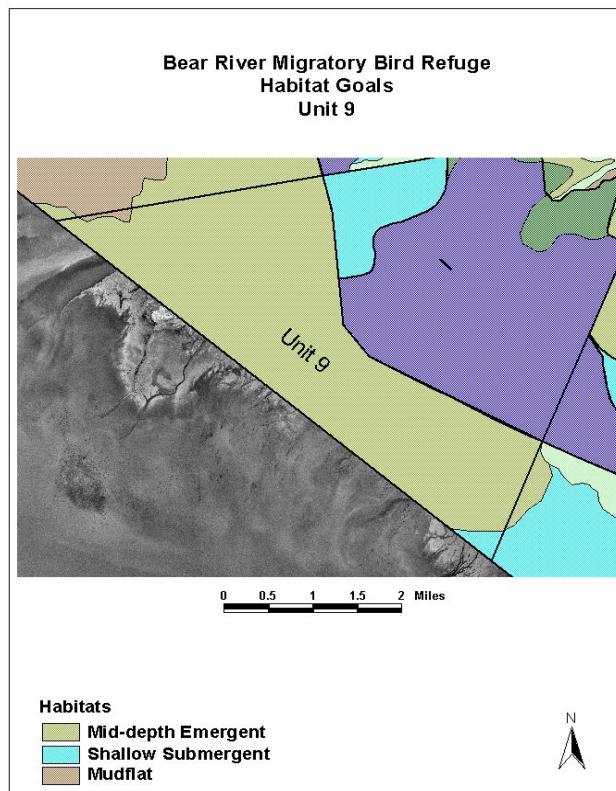 Bear River Migratory Bird Refuge
Habitat Goals
Unit 9
Unit 9
0 0.5 1 1.5 2 Miles
Habitats
Mid-depth Emergent
Shallow Submergent
Mudflat
N